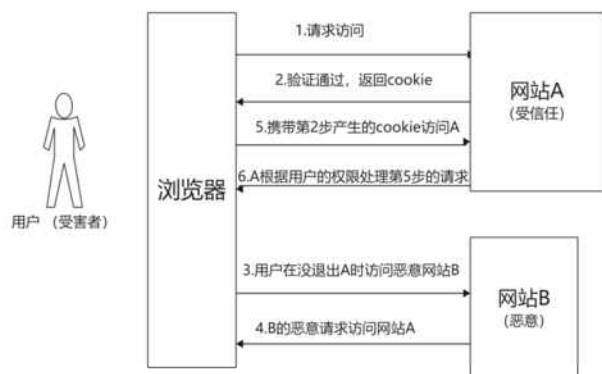 1.请求访问
2.验证通过，返回cookie
5.携带第2步产生的cookie访问A
6.A根据用户的权限处理第5步的请求
网站A
(受信任)
浏览器
用户 （受害者）
3.用户在没退出A时访问恶意网站B
4.B的恶意请求访问网站A
网站B
(恶意)